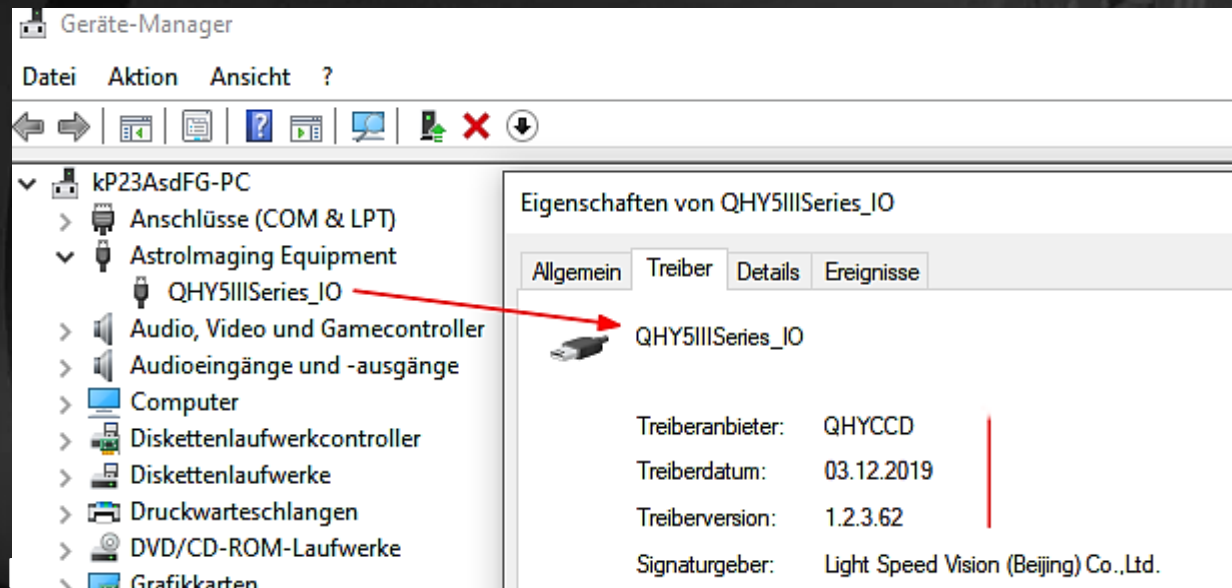 Geräte-Manager
Datei Aktion Ansicht ?
kP23AsdFG-PC
Anschlüsse (COM & LPT)
AstroImaging Equipment
QHY5IIISeries_IO
Audio, Video und Gamecontroller
Audioeingänge und -ausgänge
Computer
Diskettenlaufwerkcontroller
Diskettenlaufwerke
Druckwarteschlangen
DVD/CD-ROM-Laufwerke
Grafikkarten
Eigenschaften von QHY5IIISeries_IO
Allgemein Treiber Details Ereignisse
QHY5IIISeries_IO
Treiberanbieter: QHYCCD
Treiberdatum: 03.12.2019
Treiberversion: 1.2.3.62
Signaturgeber: Light Speed Vision (Beijing) Co.,Ltd.